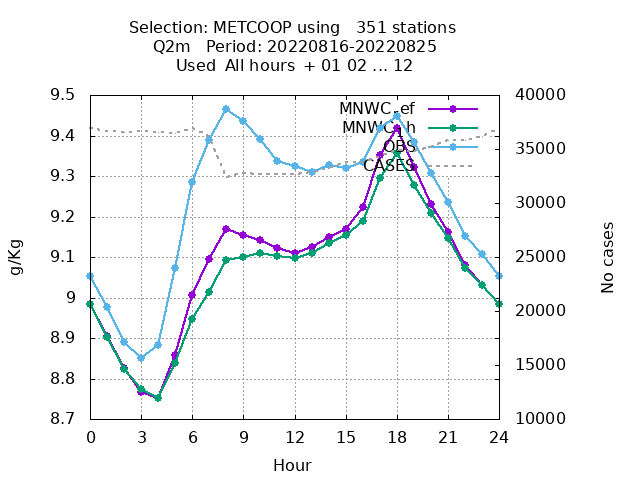 Selection: METCOOP using 351 stations
Q2m Period: 20220816-20220825
Used All hours + 01 02 ... 12
9.5
9.4
9.3
9.2
9.1
9
8.9
8.8
8.7
g/Kg
40000
35000
30000
25000
20000
15000
10000
No cases
MNWC_ef
OBS
CASES
0 3 6 9 12 15 18 21 24
Hour